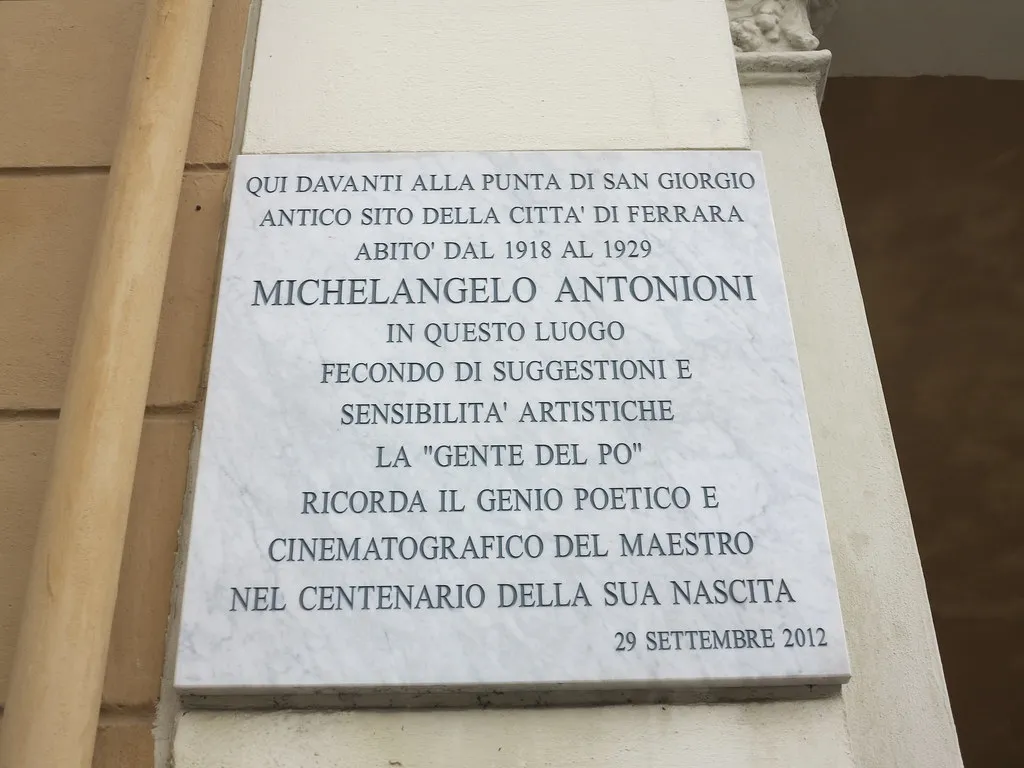 QUI DAVANTI ALLA PUNTA DI SAN GIORGIO
ANTICO SITO DELLA CITTA' DI FERRARA
ABITO' DAL 1918 AL 1929
MICHELANGELO ANTONIONI
IN QUESTO LUOGO
FECONDO DI SUGGESTIONI E
SENSIBILITA' ARTISTICHE
LA "GENTE DEL PO"
RICORDA IL GENIO POETICO E
CINEMATOGRAFICO DEL MAESTRO
NEL CENTENARIO DELLA SUA NASCITA
29 SETTEMBRE 2012